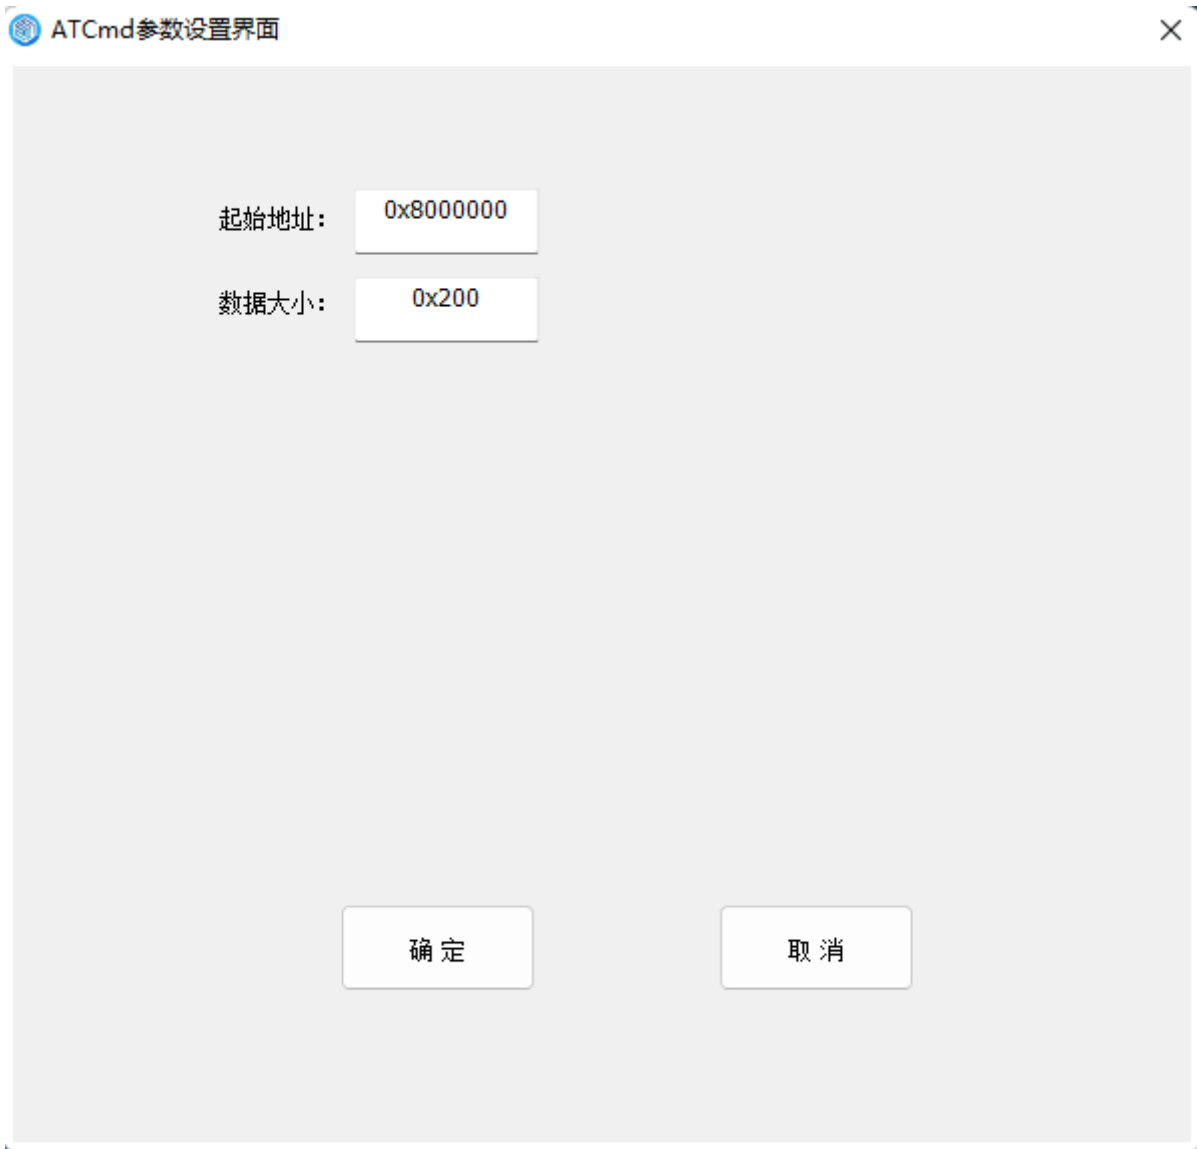 ATCmd参数设置界面
起始地址： 0x8000000
数据大小： 0x200
确 定 取 消